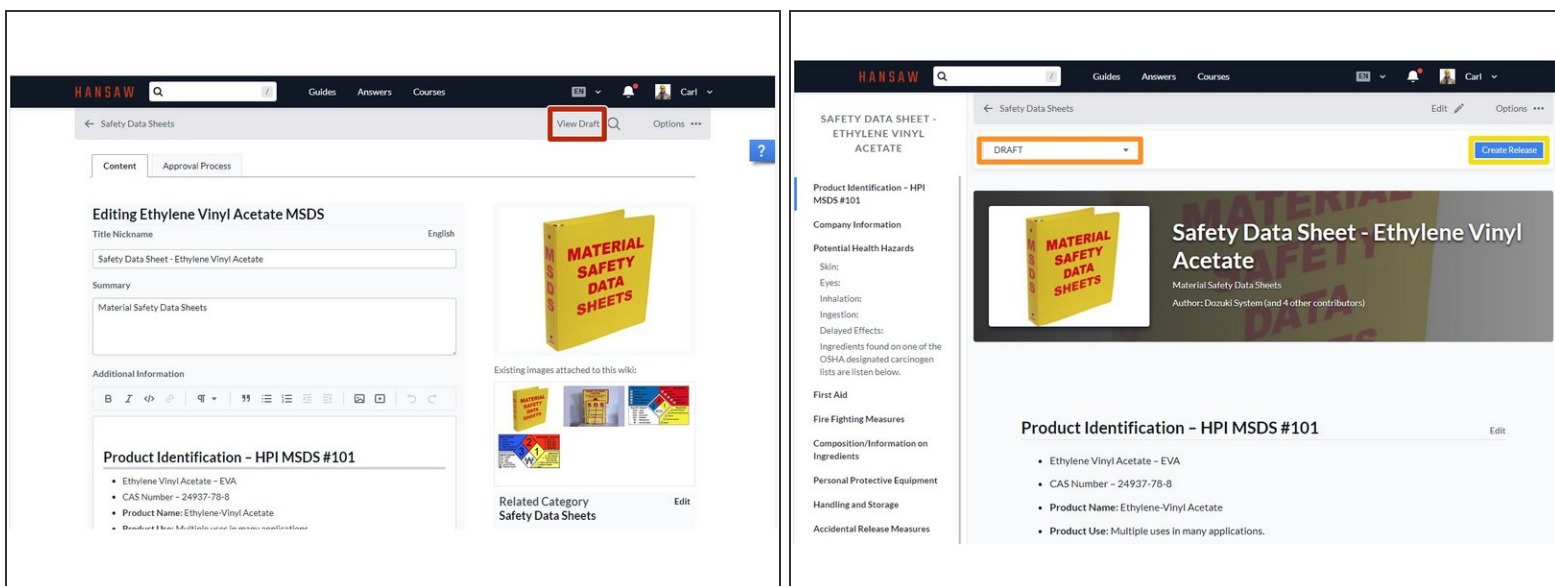 HANSAW
/
Guides Answers Courses
EN
Carl
← Safety Data Sheets
View Draft
Options •••
?
Content
Approval Process
Editing Ethylene Vinyl Acetate MSDS
Title Nickname
English
Safety Data Sheet - Ethylene Vinyl Acetate
Summary
Material Safety Data Sheets
Additional Information
B I </> ¶
Product Identification – HPI MSDS #101
• Ethylene Vinyl Acetate – EVA
• CAS Number – 24937-78-8
• Product Name: Ethylene-Vinyl Acetate
• Product Use: Multiple uses in many applications.
MSDS
MATERIAL
SAFETY
DATA
SHEETS
Existing images attached to this wiki:
Related Category
Edit
Safety Data Sheets
HANSAW
/
Guides Answers Courses
EN
Carl
SAFETY DATA SHEET -
ETHYLENE VINYL
ACETATE
Product Identification – HPI
MSDS #101
Company Information
Potential Health Hazards
Skin:
Eyes:
Inhalation:
Ingestion:
Delayed Effects:
Ingredients found on one of the
OSHA designated carcinogen
lists are listen below.
First Aid
Fire Fighting Measures
Composition/Information on
Ingredients
Personal Protective Equipment
Handling and Storage
Accidental Release Measures
← Safety Data Sheets
Edit
Options •••
DRAFT
Create Release
MSDS
MATERIAL
SAFETY
DATA
SHEETS
Safety Data Sheet - Ethylene Vinyl
Acetate
Material Safety Data Sheets
Author: Dozuki System (and 4 other contributors)
Product Identification – HPI MSDS #101
Edit
• Ethylene Vinyl Acetate – EVA
• CAS Number – 24937-78-8
• Product Name: Ethylene-Vinyl Acetate
• Product Use: Multiple uses in many applications.